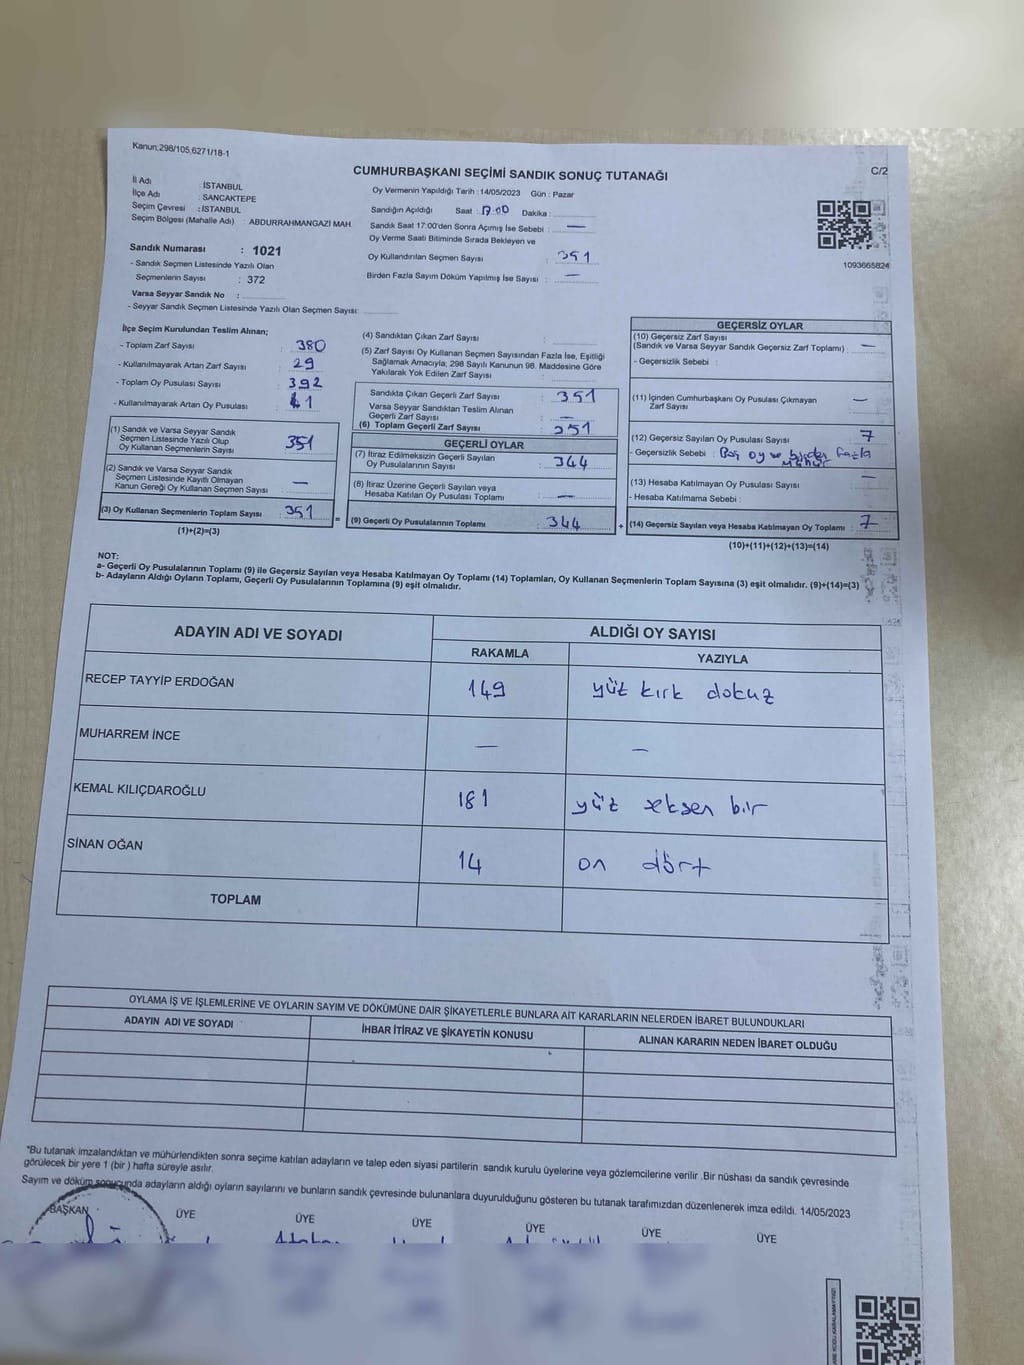 Kanun;298/105,6271/18-1
C/2
CUMHURBAŞKANI SEÇİMİ SANDIK SONUÇ TUTANAĞI
İl Adı : İSTANBUL
İlçe Adı : SANCAKTEPE
Seçim Çevresi : İSTANBUL
Seçim Bölgesi (Mahalle Adı) : ABDURRAHMANGAZİ MAH.
Sandık Numarası : 1021
- Sandık Seçmen Listesinde Yazılı Olan
Seçmenlerin Sayısı : 372
Varsa Seyyar Sandık No :
- Seyyar Sandık Seçmen Listesinde Yazılı Olan Seçmen Sayısı:
Oy Vermenin Yapıldığı Tarih : 14/05/2023 Gün : Pazar
Sandığın Açıldığı Saat : 17:00 Dakika :
Sandık Saat 17:00'den Sonra Açımış İse Sebebi : —
Oy Verme Saati Bitiminde Sırada Bekleyen ve
Oy Kullandırılan Seçmen Sayısı : 351
Birden Fazla Sayım Döküm Yapılmış İse Sayısı : —
1093665824
İlçe Seçim Kurulundan Teslim Alınan;
- Toplam Zarf Sayısı : 380
- Kullanılmayarak Artan Zarf Sayısı : 29
- Toplam Oy Pusulası Sayısı : 392
- Kullanılmayarak Artan Oy Pusulası : 41
(1) Sandık ve Varsa Seyyar Sandık
Seçmen Listesinde Yazılı Olup
Oy Kullanan Seçmenlerin Sayısı : 351
(2) Sandık ve Varsa Seyyar Sandık
Seçmen Listesinde Kayıtlı Olmayan
Kanun Gereği Oy Kullanan Seçmen Sayısı : —
(3) Oy Kullanan Seçmenlerin Toplam Sayısı : 351
(1)+(2)=(3)
(4) Sandıktan Çıkan Zarf Sayısı :
(5) Zarf Sayısı Oy Kullanan Seçmen Sayısından Fazla İse, Eşitliği
Sağlamak Amacıyla, 298 Sayılı Kanunun 98. Maddesine Göre
Yakılarak Yok Edilen Zarf Sayısı :
Sandıkta Çıkan Geçerli Zarf Sayısı : 351
Varsa Seyyar Sandıktan Teslim Alınan
Geçerli Zarf Sayısı : —
(6) Toplam Geçerli Zarf Sayısı : 351
GEÇERLİ OYLAR
(7) İtiraz Edilmeksizin Geçerli Sayılan
Oy Pusulalarının Sayısı : 344
(8) İtiraz Üzerine Geçerli Sayılan veya
Hesaba Katılan Oy Pusulası Toplamı : —
= (9) Geçerli Oy Pusulalarının Toplamı : 344
GEÇERSİZ OYLAR
(10) Geçersiz Zarf Sayısı
(Sandık ve Varsa Seyyar Sandık Geçersiz Zarf Toplamı) : —
- Geçersizlik Sebebi :
(11) İçinden Cumhurbaşkanı Oy Pusulası Çıkmayan
Zarf Sayısı : —
(12) Geçersiz Sayılan Oy Pusulası Sayısı : 7
- Geçersizlik Sebebi : Boş oy ve birden fazla
mühür
(13) Hesaba Katılmayan Oy Pusulası Sayısı : —
- Hesaba Katılmama Sebebi :
+ (14) Geçersiz Sayılan veya Hesaba Katılmayan Oy Toplamı : 7
(10)+(11)+(12)+(13)=(14)
NOT:
a- Geçerli Oy Pusulalarının Toplamı (9) ile Geçersiz Sayılan veya Hesaba Katılmayan Oy Toplamı (14) Toplamları, Oy Kullanan Seçmenlerin Toplam Sayısına (3) eşit olmalıdır. (9)+(14)=(3)
b- Adayların Aldığı Oyların Toplamı, Geçerli Oy Pusulalarının Toplamına (9) eşit olmalıdır.
ADAYIN ADI VE SOYADI
ALDIĞI OY SAYISI
RAKAMLA YAZIYLA
RECEP TAYYİP ERDOĞAN 149 yüz kırk dokuz
MUHARREM İNCE — —
KEMAL KILIÇDAROĞLU 181 yüz seksen bir
SİNAN OĞAN 14 on dört
TOPLAM
OYLAMA İŞ VE İŞLEMLERİNE VE OYLARIN SAYIM VE DÖKÜMÜNE DAİR ŞİKAYETLERLE BUNLARA AİT KARARLARIN NELERDEN İBARET BULUNDUKLARI
ADAYIN ADI VE SOYADI İHBAR İTİRAZ VE ŞİKAYETİN KONUSU ALINAN KARARIN NEDEN İBARET OLDUĞU
*Bu tutanak imzalandıktan ve mühürlendikten sonra seçime katılan adayların ve talep eden siyasi partilerin sandık kurulu üyelerine veya gözlemcilerine verilir .Bir nüshası da sandık çevresinde
görülecek bir yere 1 (bir ) hafta süreyle asılır.
Sayım ve döküm sonucunda adayların aldığı oyların sayılarını ve bunların sandık çevresinde bulunanlara duyurulduğunu gösteren bu tutanak tarafımızdan düzenlenerek imza edildi. 14/05/2023
BAŞKAN ÜYE ÜYE ÜYE ÜYE ÜYE ÜYE